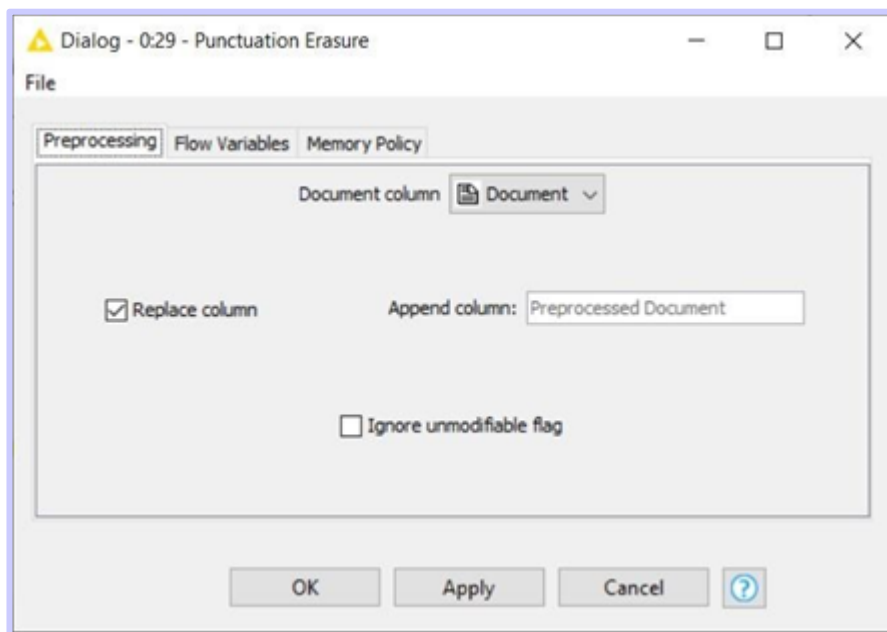 Dialog - 0:29 - Punctuation Erasure
File
Preprocessing Flow Variables Memory Policy
Document column Document
Replace column Append column: Preprocessed Document
Ignore unmodifiable flag
OK Apply Cancel ?